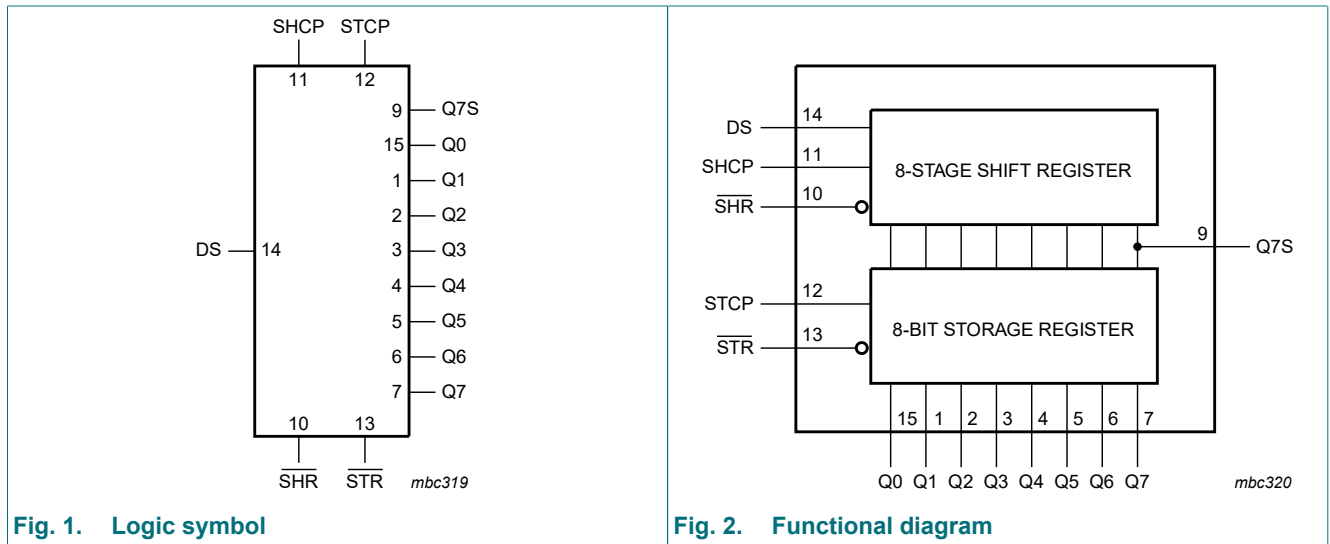 SHCP STCP
11 12
9 Q7S
15 Q0
1 Q1
2 Q2
DS 14 3 Q3
4 Q4
5 Q5
6 Q6
7 Q7
10 13
SHR STR mbc319
Fig. 1. Logic symbol
DS 14
SHCP 11
8-STAGE SHIFT REGISTER
SHR 10
9 Q7S
STCP 12
8-BIT STORAGE REGISTER
STR 13
15 1 2 3 4 5 6 7
Q0 Q1 Q2 Q3 Q4 Q5 Q6 Q7 mbc320
Fig. 2. Functional diagram